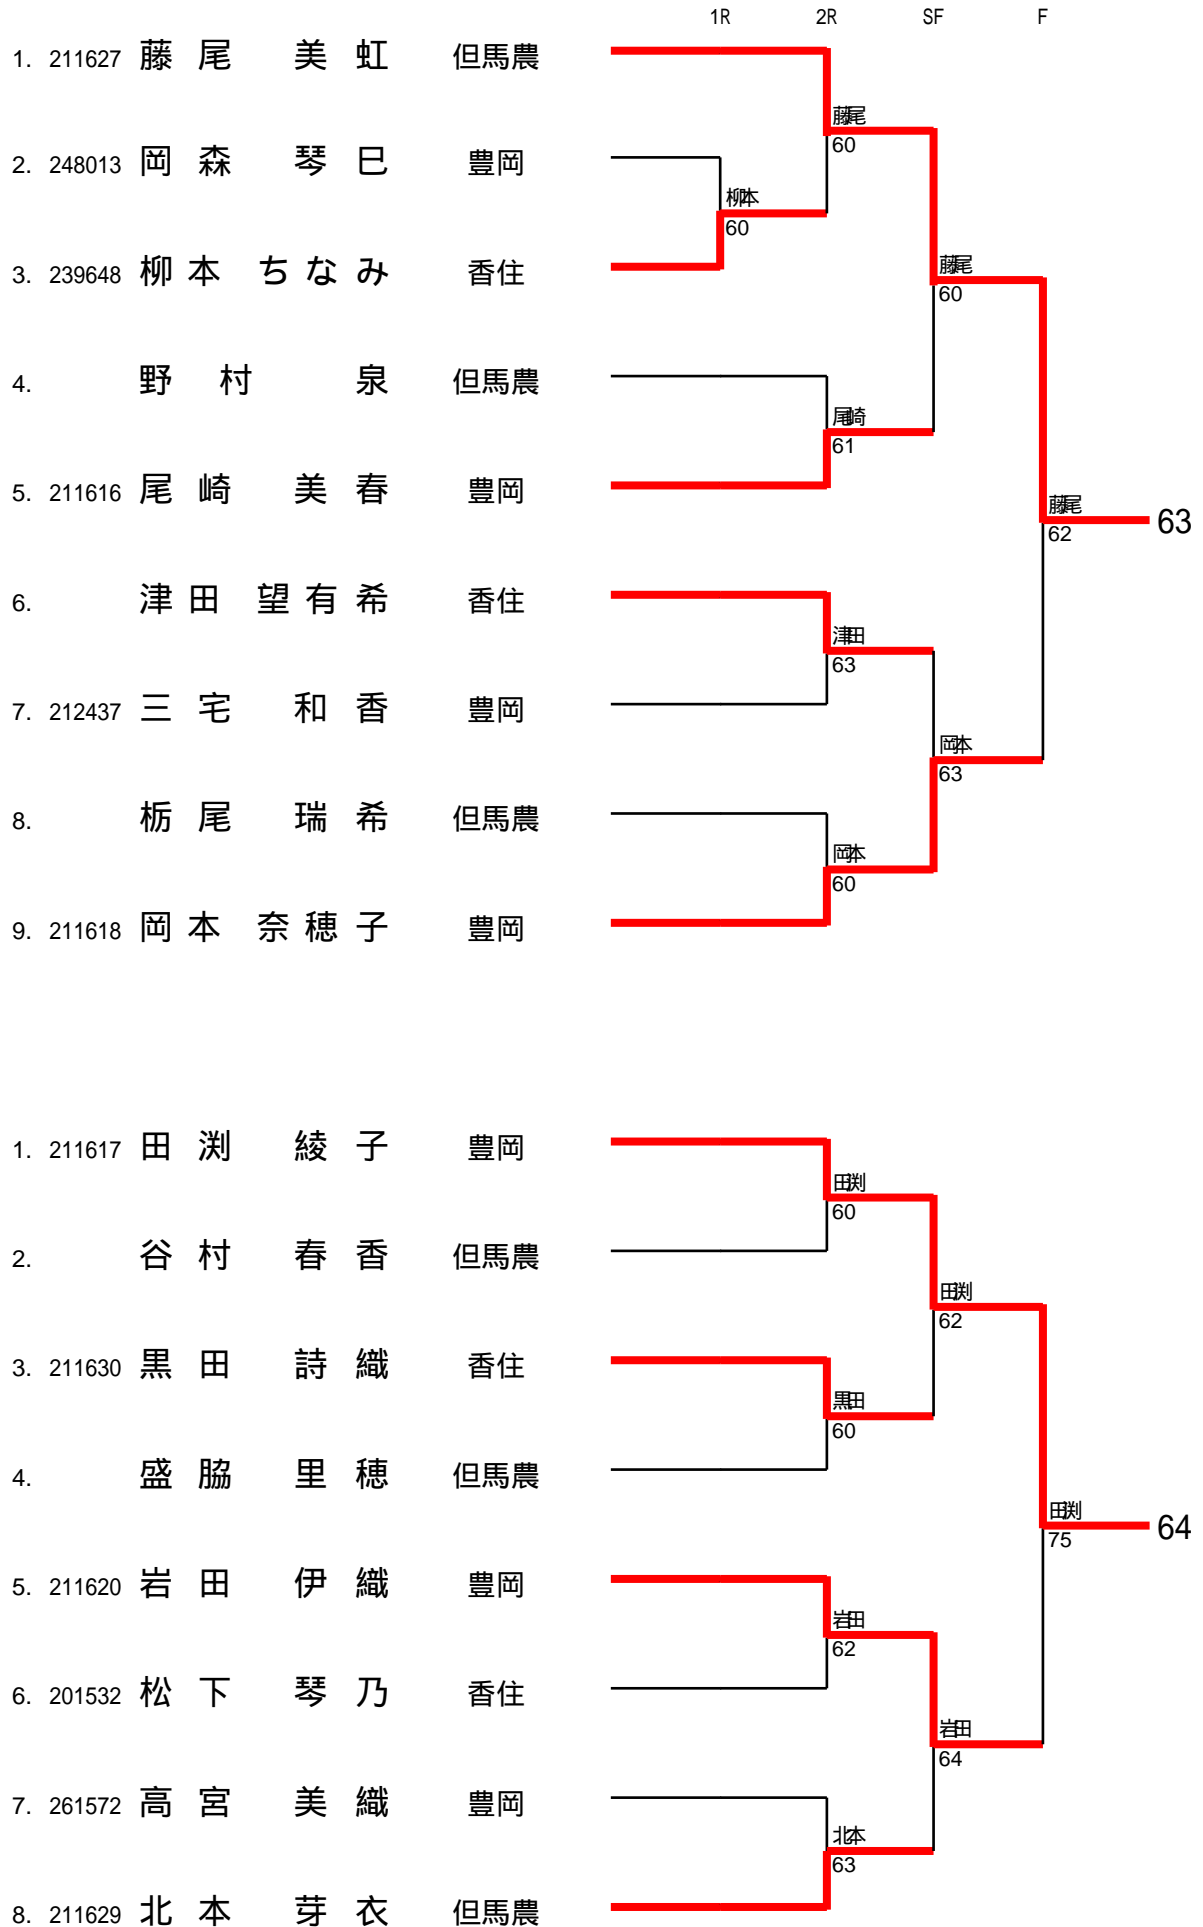 1R 2R SF F
1. 211627 藤尾 美虹 但馬農
藤尾
60
2. 248013 岡森 琴巳 豊岡
柳本
60
3. 239648 柳本 ちなみ 香住
藤尾
60
4. 野村 泉 但馬農
尾崎
61
5. 211616 尾崎 美春 豊岡
藤尾
62
63
6. 津田 望有希 香住
津田
63
7. 212437 三宅 和香 豊岡
岡本
63
8. 栃尾 瑞希 但馬農
岡本
60
9. 211618 岡本 奈穂子 豊岡
1. 211617 田渕 綾子 豊岡
田渕
60
2. 谷村 春香 但馬農
田渕
62
3. 211630 黒田 詩織 香住
黒田
60
4. 盛脇 里穂 但馬農
田渕
75
64
5. 211620 岩田 伊織 豊岡
岩田
62
6. 201532 松下 琴乃 香住
岩田
64
7. 261572 高宮 美織 豊岡
北本
63
8. 211629 北本 芽衣 但馬農